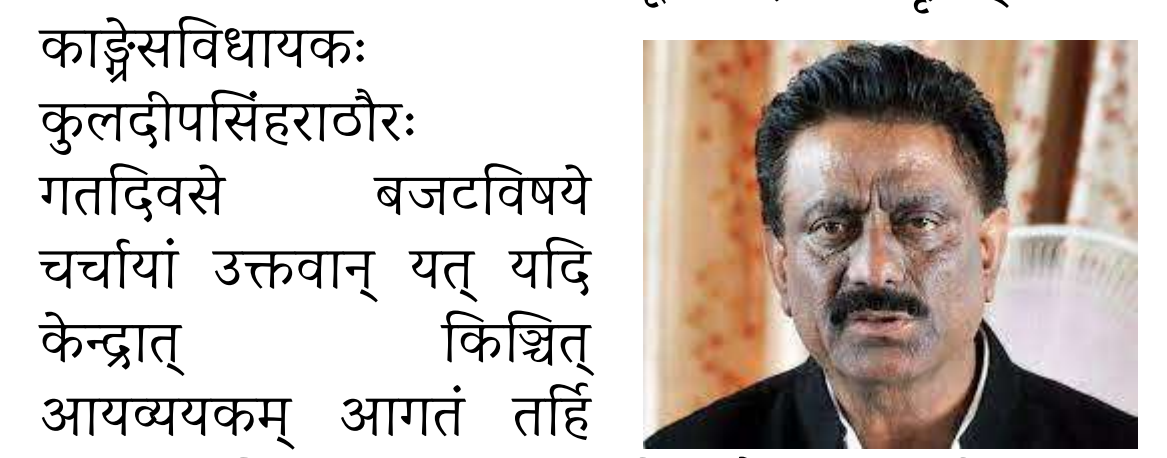 काङ्ग्रेसविधायकः
कुलदीपसिंहराठौरः
गतदिवसे बजटविषये
चर्चायां उक्तवान् यत् यदि
केन्द्रात् किञ्चित्
आयव्ययकम् आगतं तर्हि